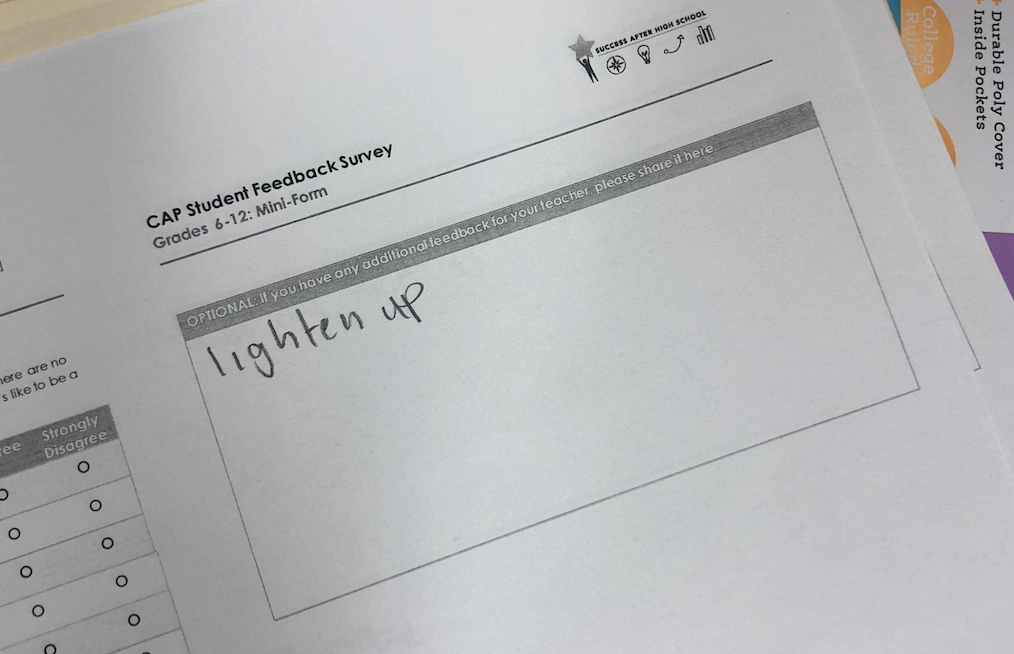 SUCCESS AFTER HIGH SCHOOL
CAP Student Feedback Survey
Grades 6-12: Mini-Form
OPTIONAL: If you have any additional feedback for your teacher, please share it here.
lighten up
here are no
s like to be a
ree
Strongly
Disagree
College
Ruled
+ Durable Poly Cover
+ Inside Pockets